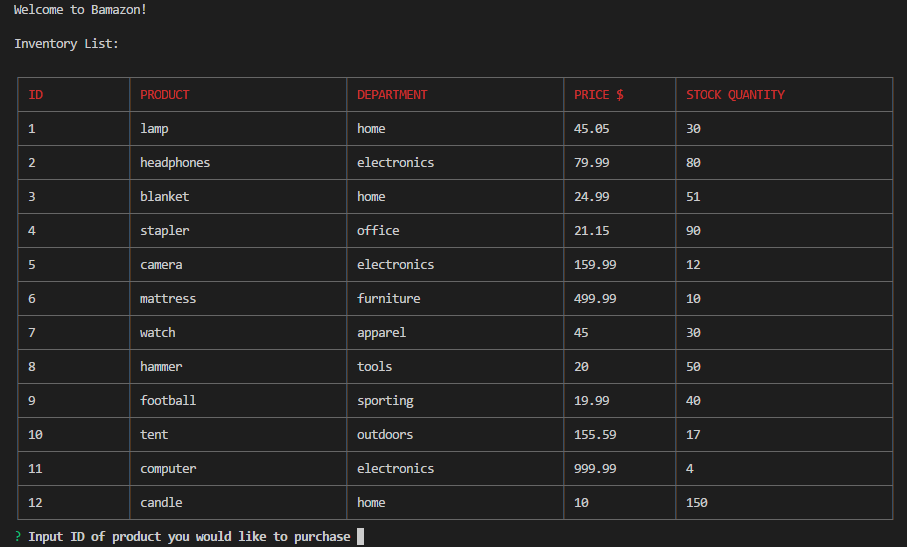 Welcome to Bamazon!
Inventory List:
ID PRODUCT DEPARTMENT PRICE $ STOCK QUANTITY
1 lamp home 45.05 30
2 headphones electronics 79.99 80
3 blanket home 24.99 51
4 stapler office 21.15 90
5 camera electronics 159.99 12
6 mattress furniture 499.99 10
7 watch apparel 45 30
8 hammer tools 20 50
9 football sporting 19.99 40
10 tent outdoors 155.59 17
11 computer electronics 999.99 4
12 candle home 10 150
? Input ID of product you would like to purchase